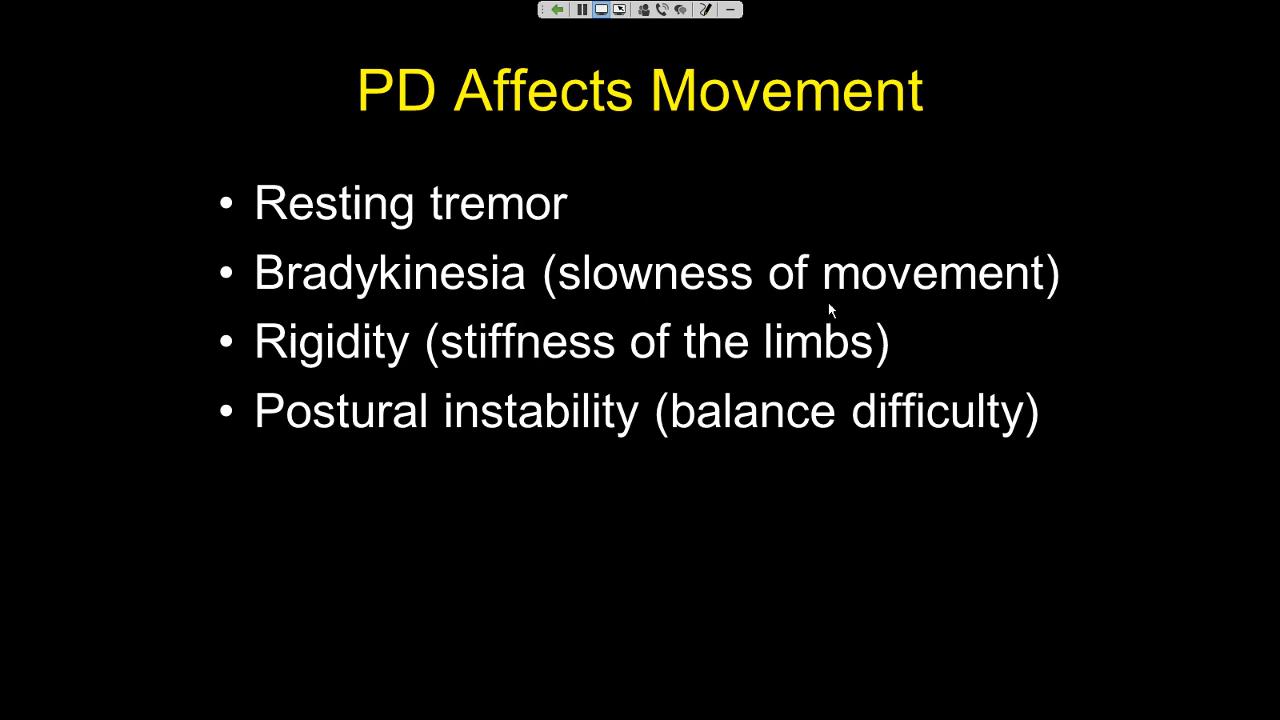 PD Affects Movement
• Resting tremor
• Bradykinesia (slowness of movement)
• Rigidity (stiffness of the limbs)
• Postural instability (balance difficulty)